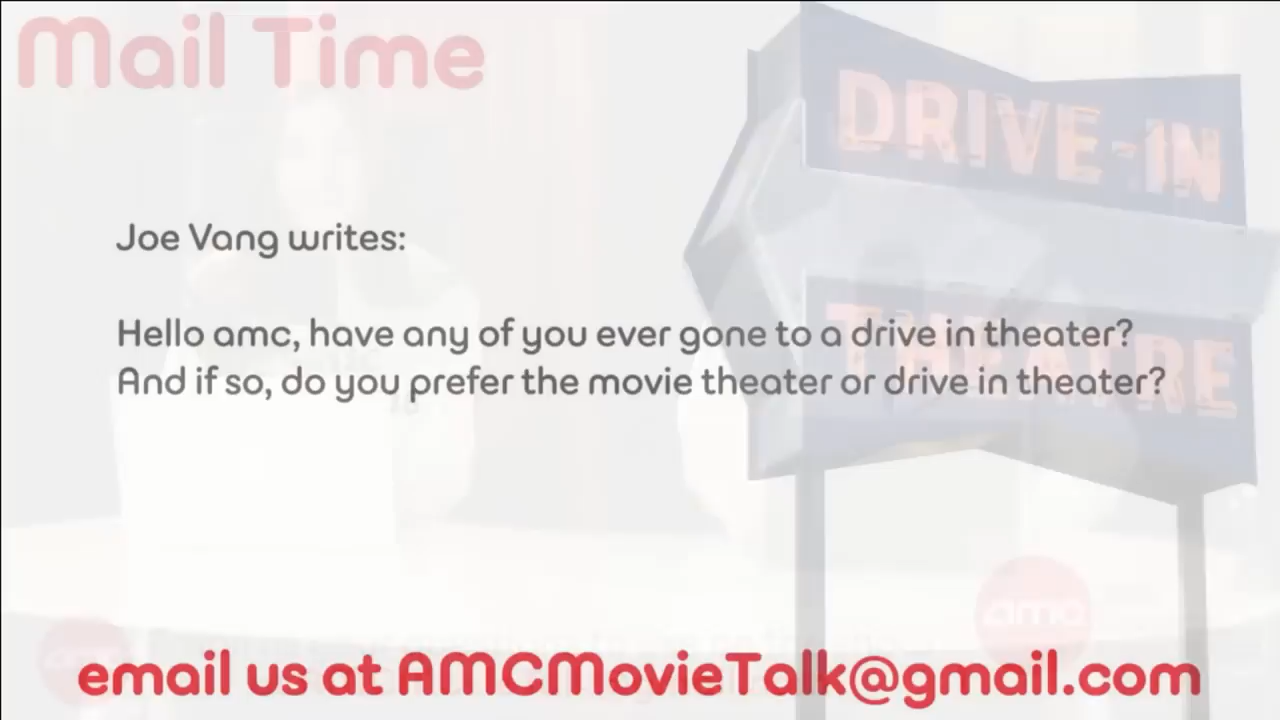 Mail Time
DRIVE-IN
THEATRE
Joe Vang writes:
Hello amc, have any of you ever gone to a drive in theater?
And if so, do you prefer the movie theater or drive in theater?
amc
email us at AMCMovieTalk@gmail.com